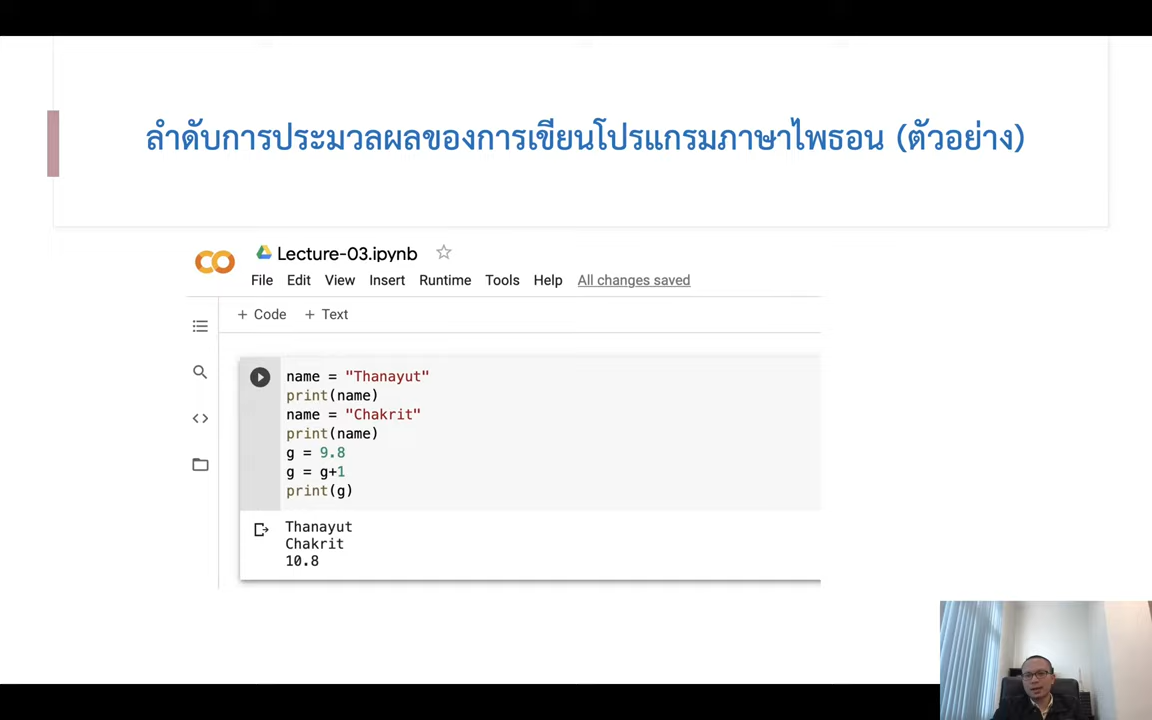 ลำดับการประมวลผลของการเขียนโปรแกรมภาษาไพธอน (ตัวอย่าง)
Lecture-03.ipynb
File Edit View Insert Runtime Tools Help All changes saved
+ Code + Text
name = "Thanayut"
print(name)
name = "Chakrit"
print(name)
g = 9.8
g = g+1
print(g)
Thanayut
Chakrit
10.8